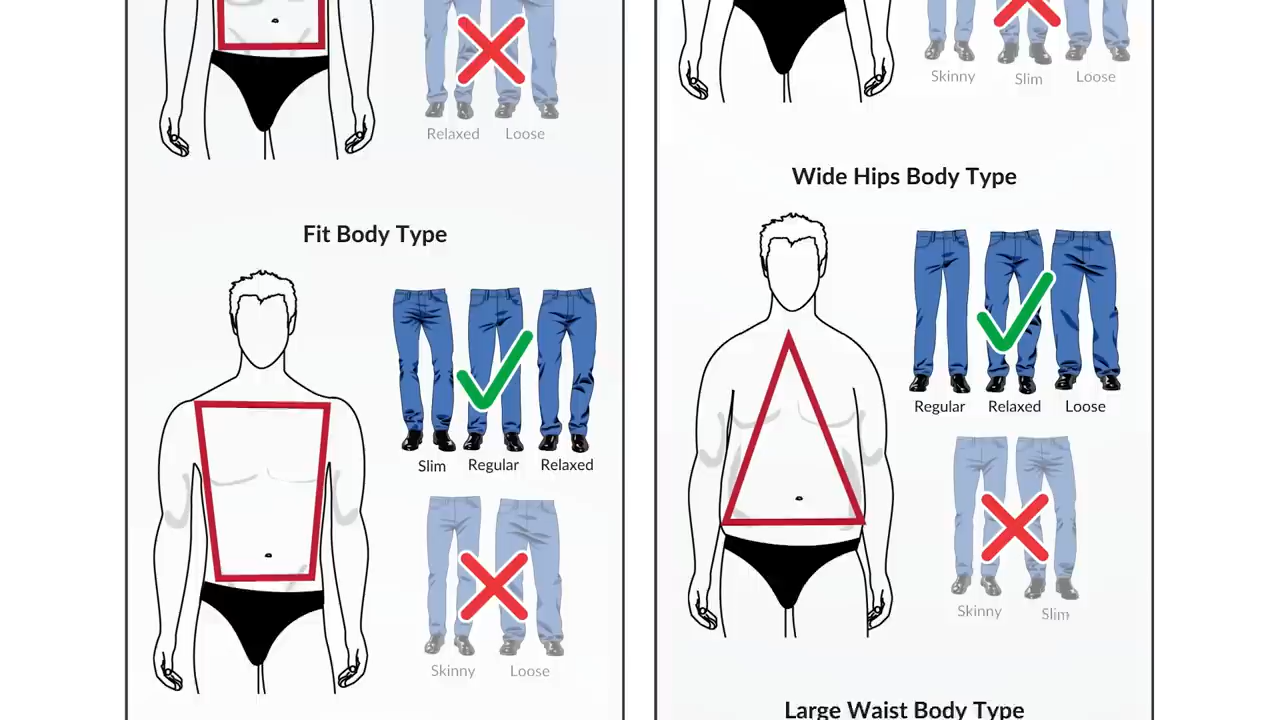 Relaxed Loose
Fit Body Type
Slim Regular Relaxed
Skinny Loose
Skinny Slim Loose
Wide Hips Body Type
Regular Relaxed Loose
Skinny Slim
Large Waist Body Type